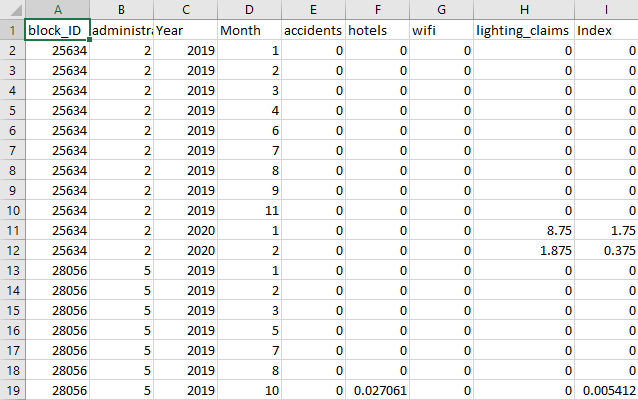 A B C D E F G H I
1 block_ID administra Year Month accidents hotels wifi lighting_claims Index
2 25634 2 2019 1 0 0 0 0 0
3 25634 2 2019 2 0 0 0 0 0
4 25634 2 2019 3 0 0 0 0 0
5 25634 2 2019 4 0 0 0 0 0
6 25634 2 2019 6 0 0 0 0 0
7 25634 2 2019 7 0 0 0 0 0
8 25634 2 2019 8 0 0 0 0 0
9 25634 2 2019 9 0 0 0 0 0
10 25634 2 2019 11 0 0 0 0 0
11 25634 2 2020 1 0 0 0 8.75 1.75
12 25634 2 2020 2 0 0 0 1.875 0.375
13 28056 5 2019 1 0 0 0 0 0
14 28056 5 2019 2 0 0 0 0 0
15 28056 5 2019 3 0 0 0 0 0
16 28056 5 2019 5 0 0 0 0 0
17 28056 5 2019 7 0 0 0 0 0
18 28056 5 2019 8 0 0 0 0 0
19 28056 5 2019 10 0 0.027061 0 0 0.005412